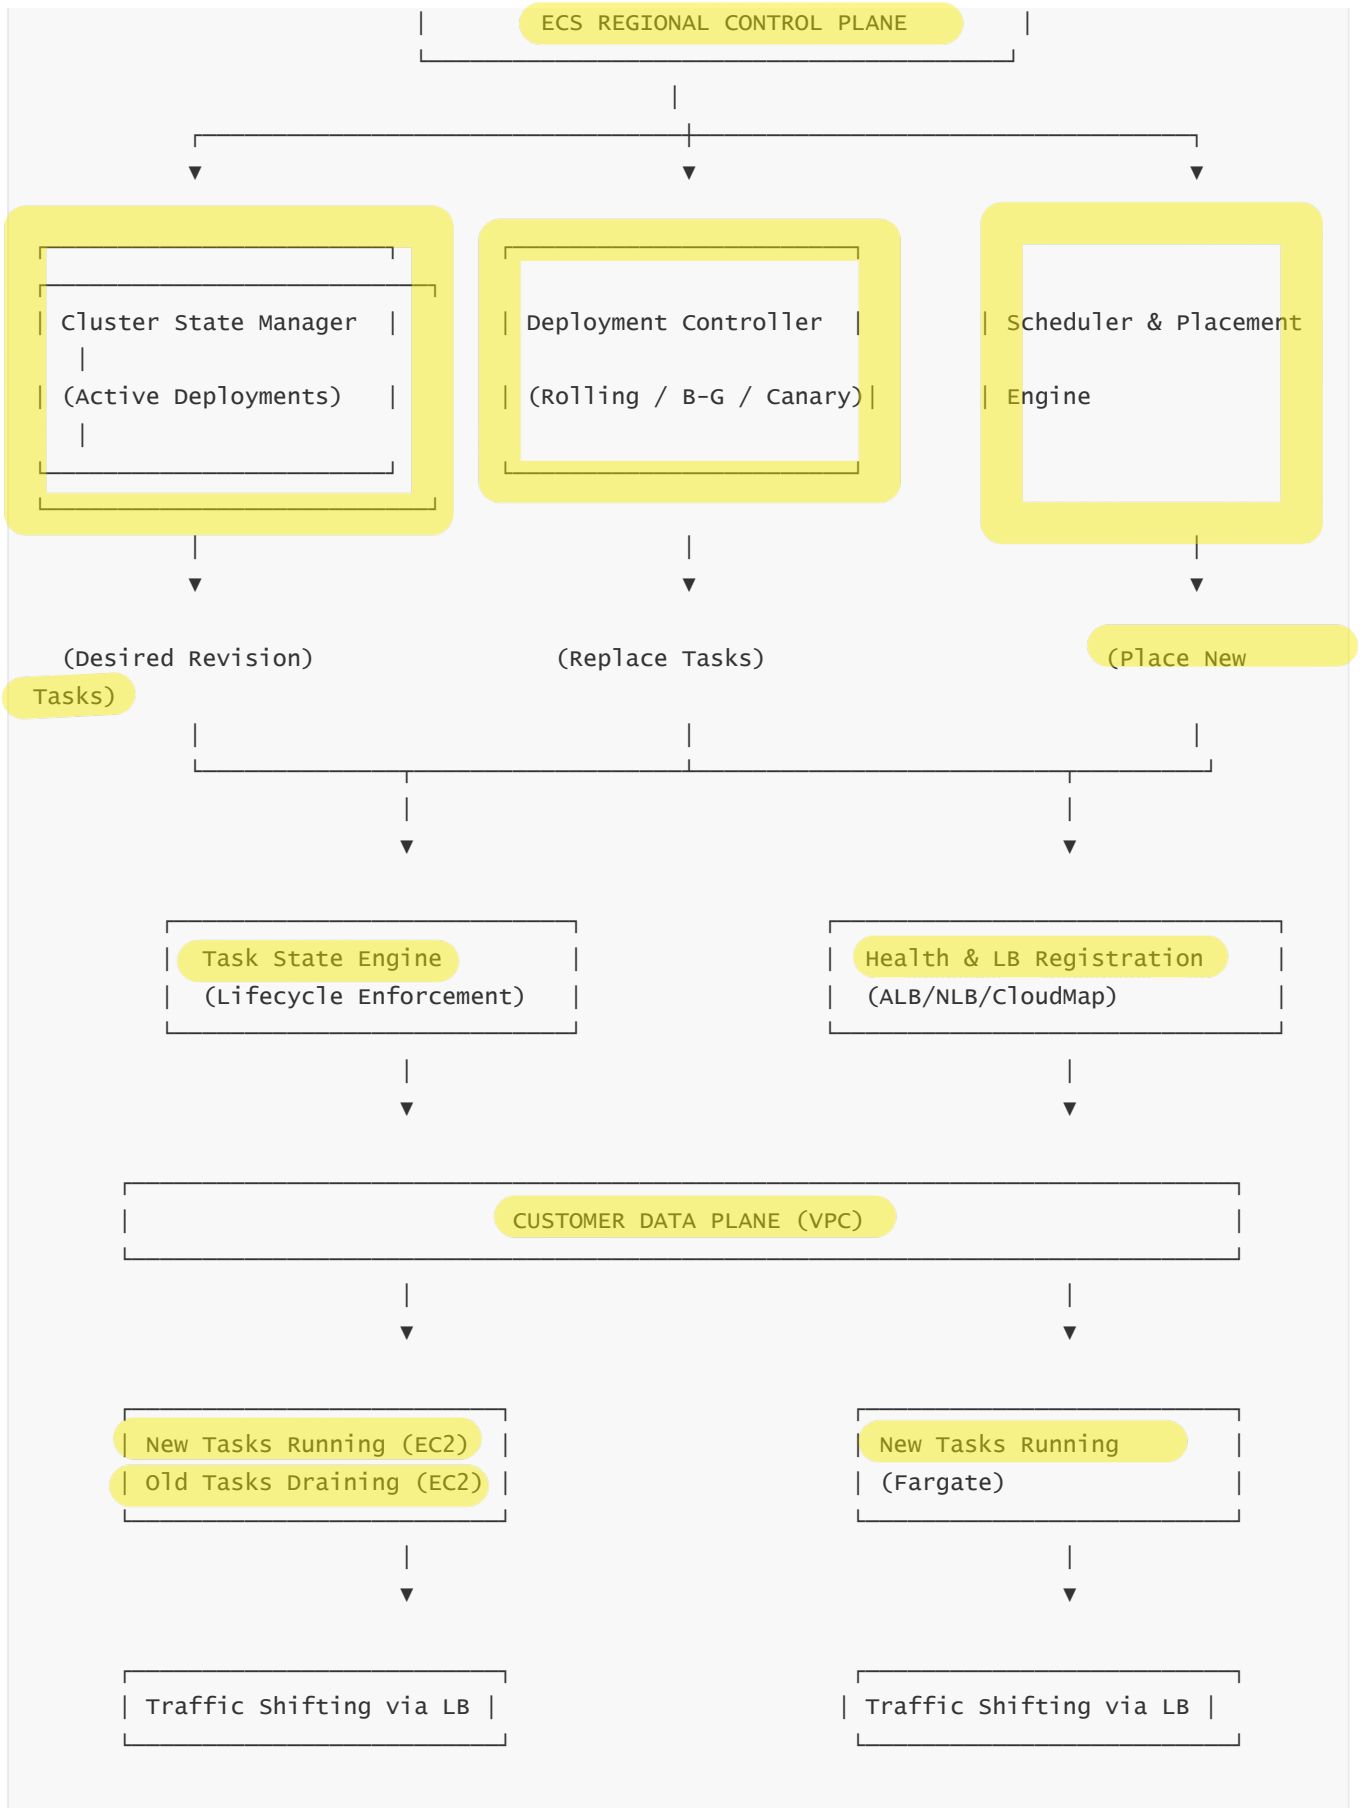 ECS REGIONAL CONTROL PLANE
Cluster State Manager Deployment Controller Scheduler & Placement
(Active Deployments) (Rolling / B-G / Canary) Engine
(Desired Revision) (Replace Tasks) (Place New
Tasks)
Task State Engine Health & LB Registration
(Lifecycle Enforcement) (ALB/NLB/CloudMap)
CUSTOMER DATA PLANE (VPC)
New Tasks Running (EC2) New Tasks Running
Old Tasks Draining (EC2) (Fargate)
Traffic Shifting via LB Traffic Shifting via LB